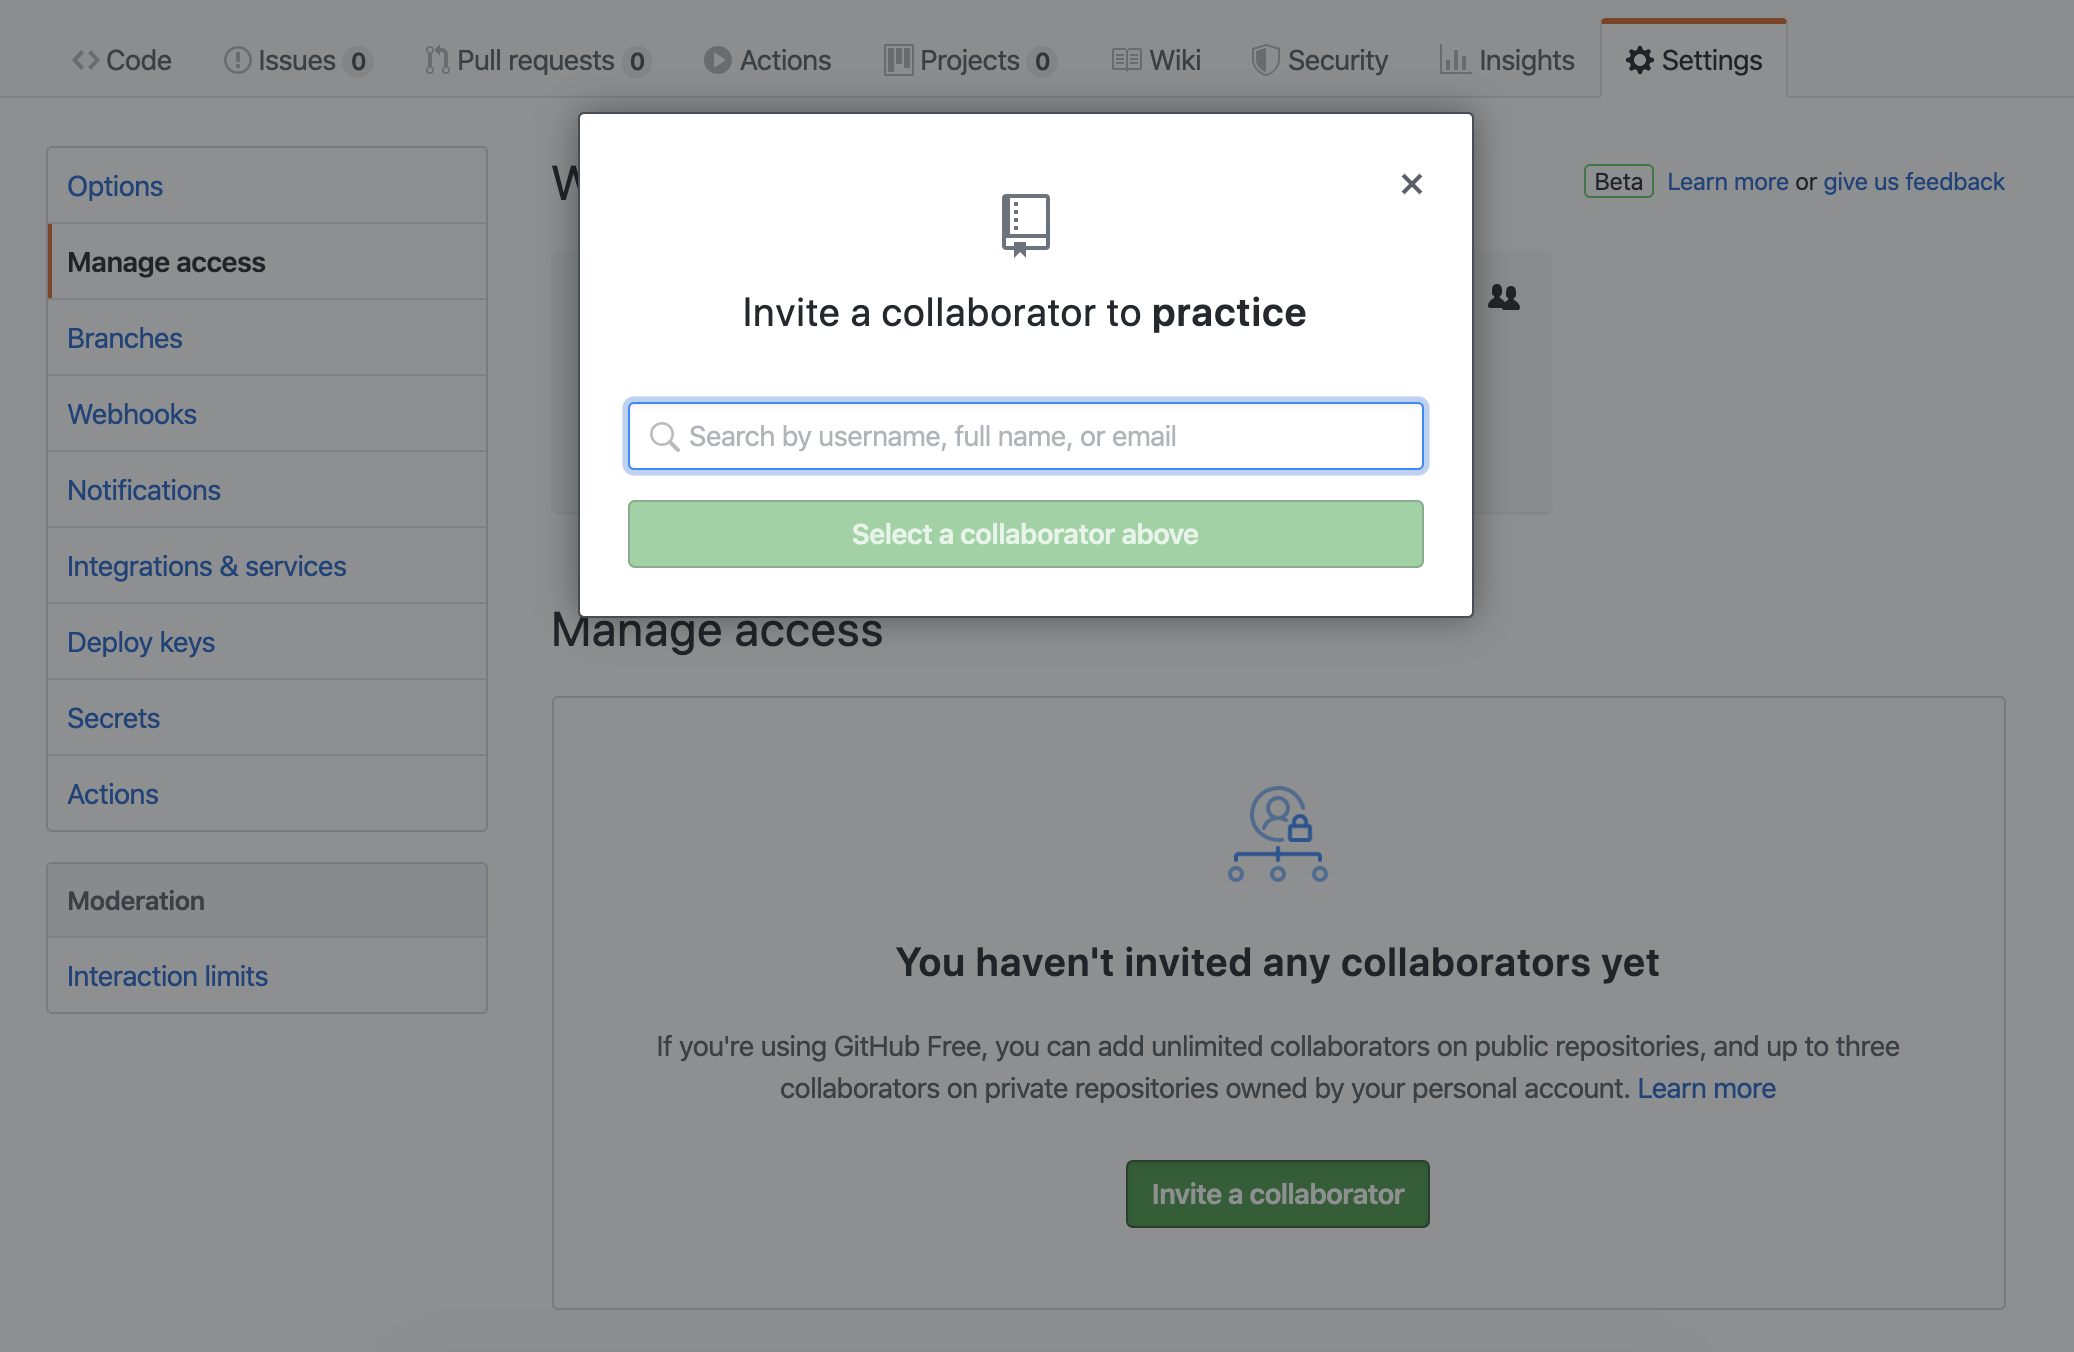 Code Issues 0 Pull requests 0 Actions Projects 0 Wiki Security Insights Settings
Options
Manage access
Branches
Webhooks
Notifications
Integrations & services
Deploy keys
Secrets
Actions
Moderation
Interaction limits
Beta Learn more or give us feedback
Invite a collaborator to practice
Search by username, full name, or email
Select a collaborator above
Manage access
You haven't invited any collaborators yet
If you're using GitHub Free, you can add unlimited collaborators on public repositories, and up to three
collaborators on private repositories owned by your personal account. Learn more
Invite a collaborator